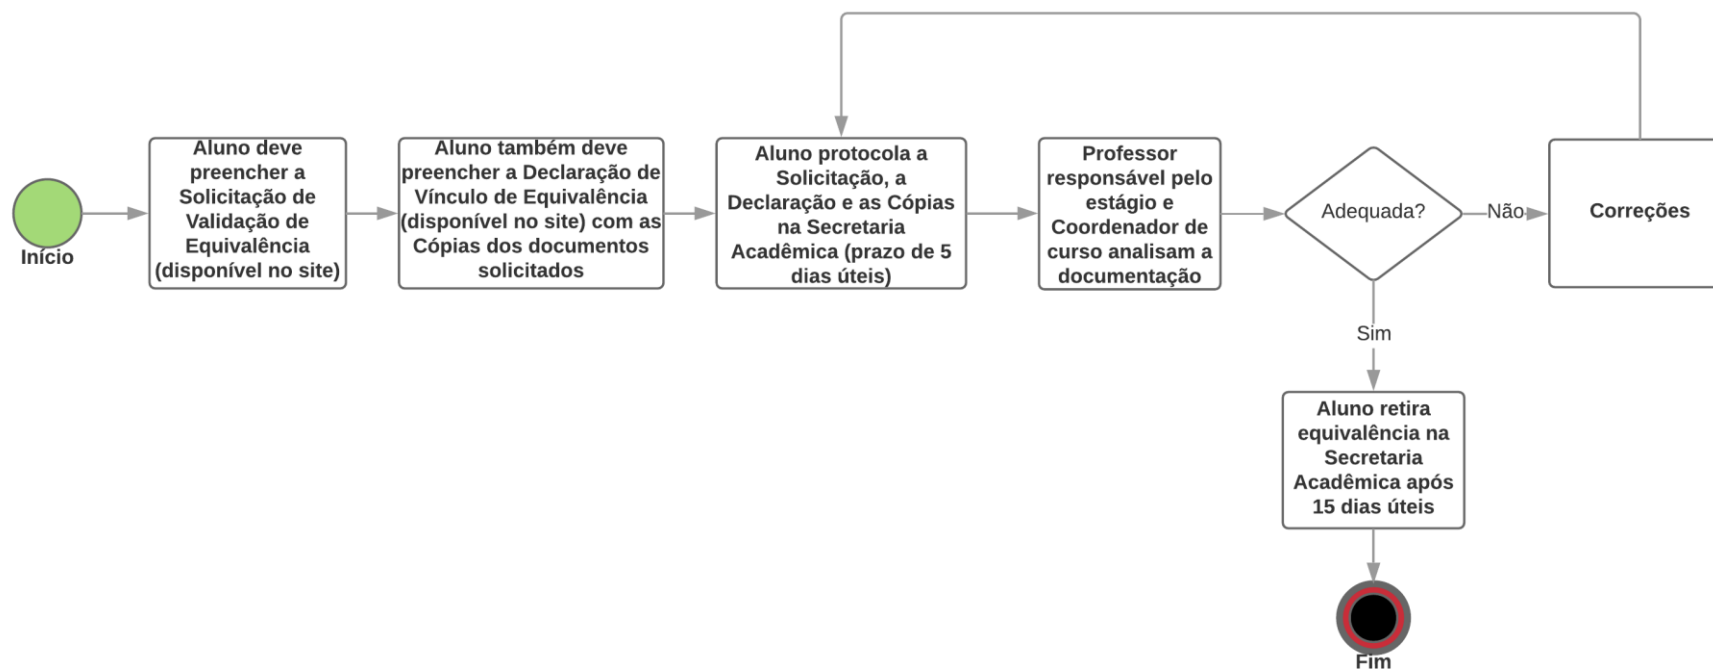 Início
Aluno deve
preencher a
Solicitação de
Validação de
Equivalência
(disponível no site)
Aluno também deve
preencher a Declaração de
Vínculo de Equivalência
(disponível no site) com as
Cópias dos documentos
solicitados
Aluno protocola a
Solicitação, a
Declaração e as Cópias
na Secretaria
Acadêmica (prazo de 5
dias úteis)
Professor
responsável pelo
estágio e
Coordenador de
curso analisam a
documentação
Adequada?
Não
Correções
Sim
Aluno retira
equivalência na
Secretaria
Acadêmica após
15 dias úteis
Fim